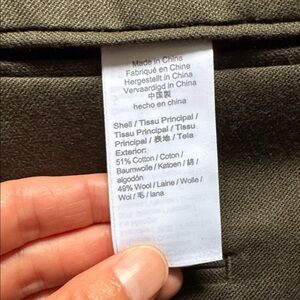 Made in China
Fabriqué en Chine
Hergestellt in China
Vervaardigd in China
中国製
hecho en china
Shell / Tissu Principal /
Tissu Principal / Tissu
Principal / 表地 / Tela
Exterior:
51% Cotton / Coton /
Baumwolle / Katoen / 綿 /
algodón
49% Wool / Laine / Wolle /
Wol / 毛 / lana